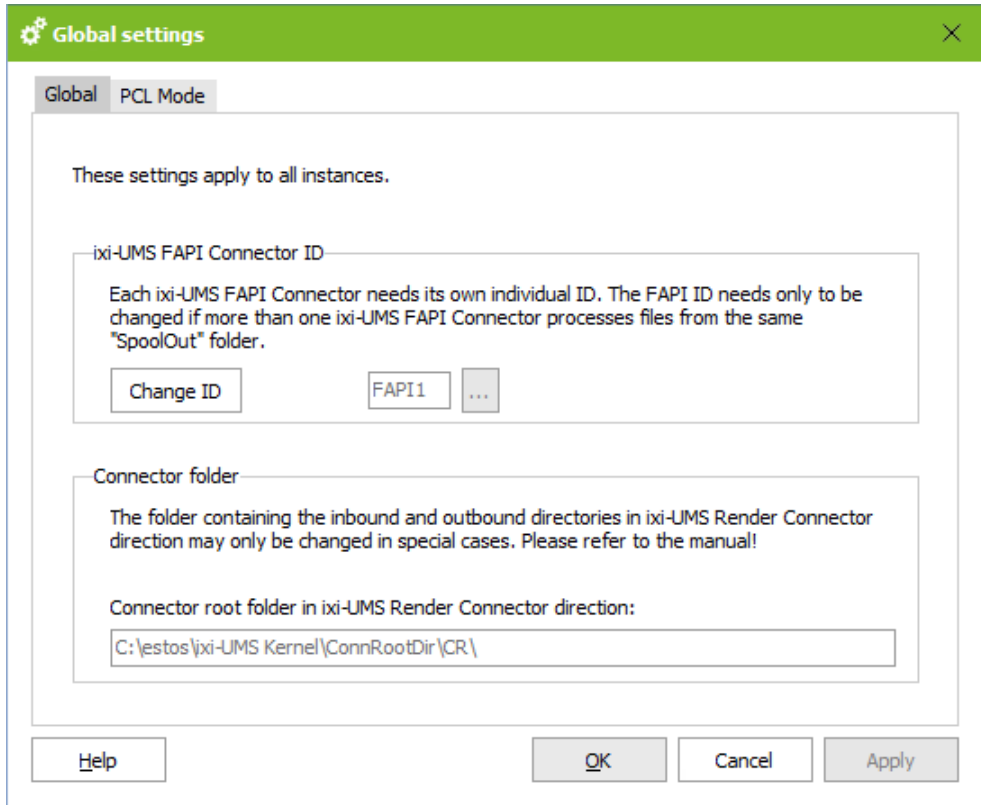 Global settings
Global PCL Mode
These settings apply to all instances.
ixi-UMS FAPI Connector ID
Each ixi-UMS FAPI Connector needs its own individual ID. The FAPI ID needs only to be
changed if more than one ixi-UMS FAPI Connector processes files from the same
"SpoolOut" folder.
Change ID FAPI1 ...
Connector folder
The folder containing the inbound and outbound directories in ixi-UMS Render Connector
direction may only be changed in special cases. Please refer to the manual!
Connector root folder in ixi-UMS Render Connector direction:
C:\estos\ixi-UMS Kernel\ConnRootDir\CR\
Help OK Cancel Apply